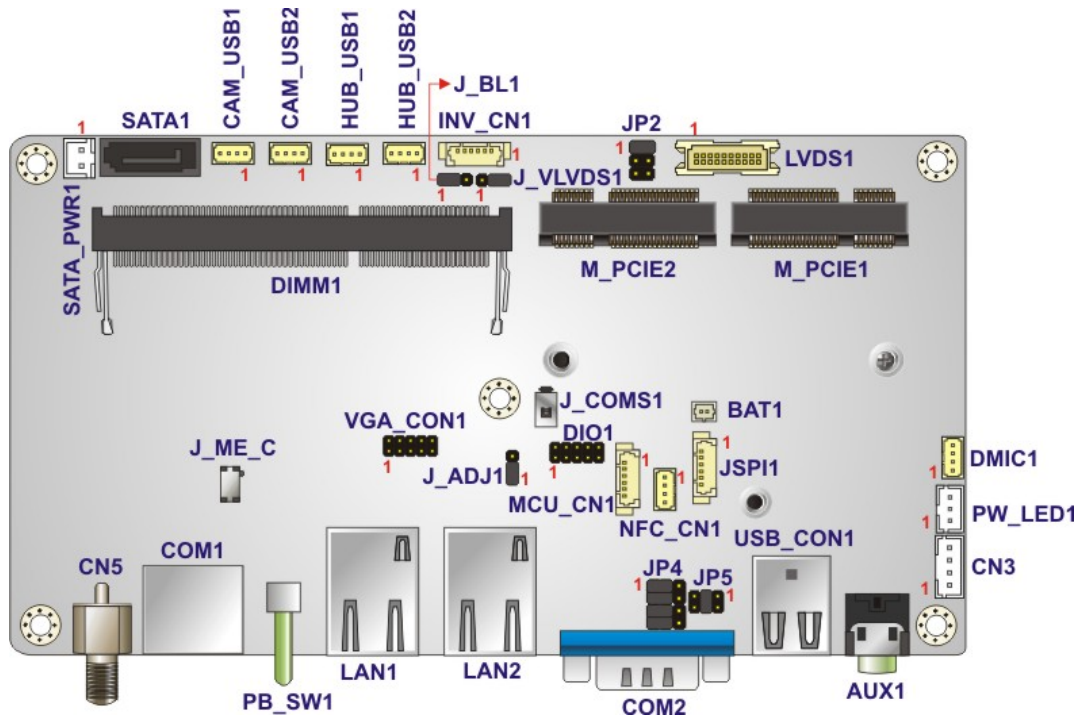 CAM_USB1
CAM_USB2
HUB_USB1
HUB_USB2
J_BL1
SATA1
INV_CN1
JP2
1
1
1
LVDS1
1
1
1
1
1
J_VLVDS1
1
1
SATA_PWR1
DIMM1
M_PCIE2
M_PCIE1
J_COMS1
BAT1
VGA_CON1
DIO1
1
J_ME_C
J_ADJ1
1
1
1
1
1
JSPI1
DMIC1
1
MCU_CN1
NFC_CN1
PW_LED1
1
USB_CON1
COM1
CN5
JP4
JP5
1
1
CN3
1
LAN1
LAN2
PB_SW1
COM2
AUX1